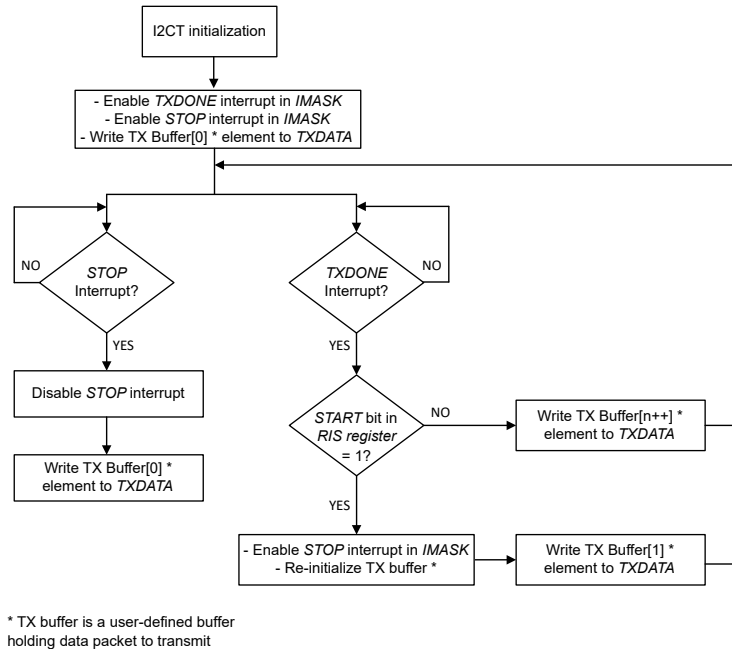 I2CT initialization
- Enable TXDONE interrupt in IMASK
- Enable STOP interrupt in IMASK
- Write TX Buffer[0] * element to TXDATA
NO
STOP
Interrupt?
YES
Disable STOP interrupt
Write TX Buffer[0] *
element to TXDATA
TXDONE
Interrupt?
NO
YES
START bit in
RIS register
= 1?
NO
Write TX Buffer[n++] *
element to TXDATA
YES
- Enable STOP interrupt in IMASK
- Re-initialize TX buffer *
Write TX Buffer[1] *
element to TXDATA
* TX buffer is a user-defined buffer
holding data packet to transmit